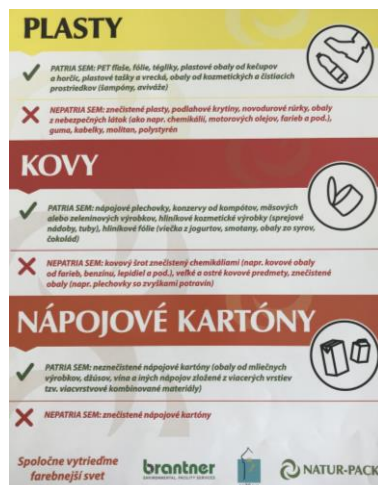 PLASTY
PATRIA SEM: PET fľaše, fólie, tégliky, plastové obaly od kečupov
a horčíc, plastové tašky a vrecká, obaly od kozmetických a čistiacich
prostriedkov (šampóny, aviváže)
NEPATRIA SEM: znečistené plasty, podlahové krytiny, novodurové rúrky, obaly
z nebezpečných látok (ako napr. chemikálií, motorových olejov, farieb a pod.),
guma, kabelky, molitan, polystyrén
KOVY
PATRIA SEM: nápojové plechovky, konzervy od kompótov, mäsových
alebo zeleninových výrobkov, hliníkové kozmetické výrobky (sprejové
nádoby, tuby), hliníkové fólie (viečka z jogurtov, smotany, obaly zo syrov,
čokolád)
NEPATRIA SEM: kovový šrot znečistený chemikáliami (napr. kovové obaly
od farieb, benzínu, lepidiel a pod.), veľké a ostré kovové predmety, znečistené
obaly (napr. plechovky so zvyškami potravín)
NÁPOJOVÉ KARTÓNY
PATRIA SEM: neznečistené nápojové kartóny (obaly od mliečnych
výrobkov, džúsov, vína a iných nápojov zložené z viacerých vrstiev
tzv. viacvrstvové kombinované materiály)
NEPATRIA SEM: znečistené nápojové kartóny
Spoločne vytrieďme
farebnejší svet
brantner
ENVIRONMENTAL, FACILITY SERVICES
NATUR-PACK